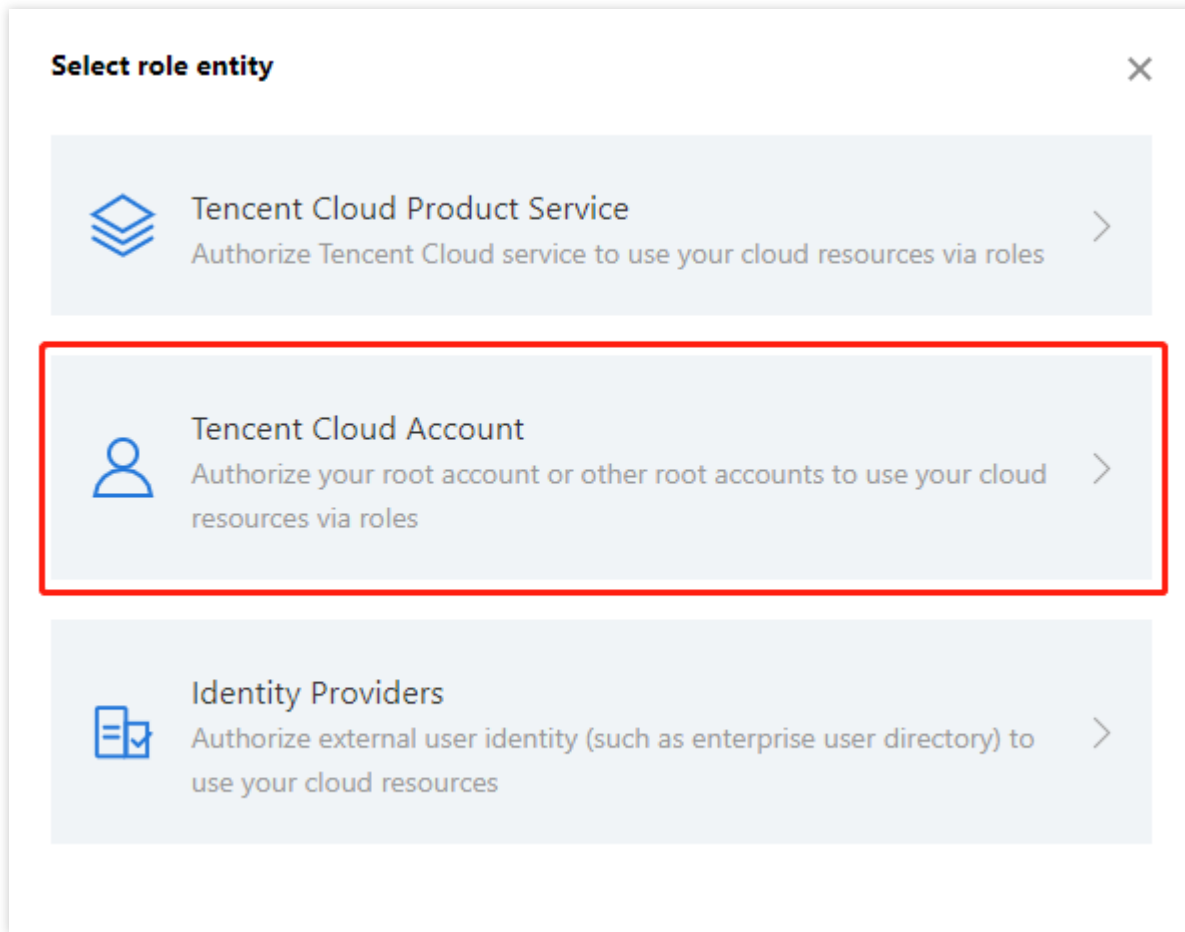 Select role entity
Tencent Cloud Product Service
Authorize Tencent Cloud service to use your cloud resources via roles
Tencent Cloud Account
Authorize your root account or other root accounts to use your cloud
resources via roles
Identity Providers
Authorize external user identity (such as enterprise user directory) to
use your cloud resources